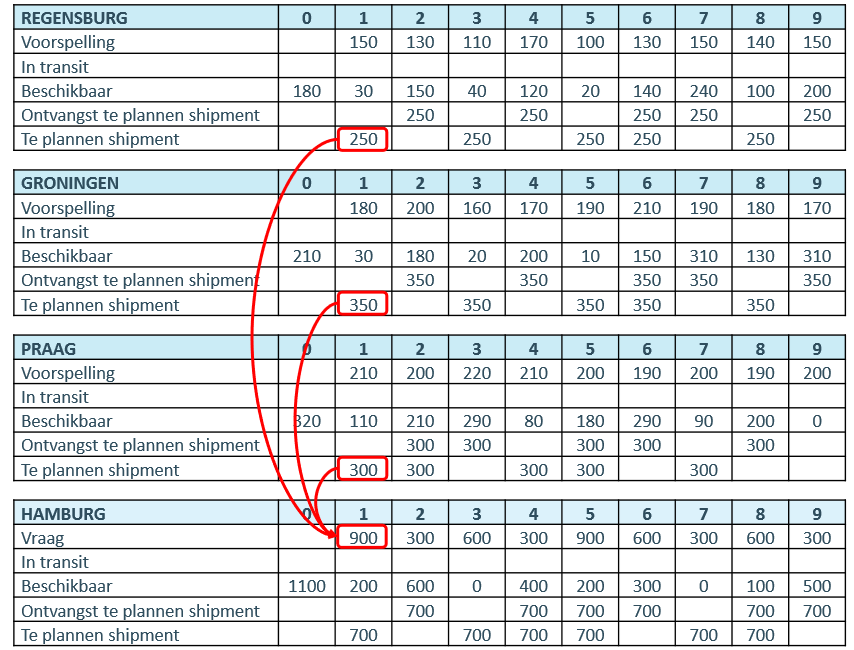 REGENSBURG 0 1 2 3 4 5 6 7 8 9
Voorspelling 150 130 110 170 100 130 150 140 150
In transit
Beschikbaar 180 30 150 40 120 20 140 240 100 200
Ontvangst te plannen shipment 250 250 250 250 250
Te plannen shipment 250 250 250 250 250
GRONINGEN 0 1 2 3 4 5 6 7 8 9
Voorspelling 180 200 160 170 190 210 190 180 170
In transit
Beschikbaar 210 30 180 20 200 10 150 310 130 310
Ontvangst te plannen shipment 350 350 350 350 350
Te plannen shipment 350 350 350 350 350
PRAAG 0 1 2 3 4 5 6 7 8 9
Voorspelling 210 200 220 210 200 190 200 190 200
In transit
Beschikbaar 320 110 210 290 80 180 290 90 200 0
Ontvangst te plannen shipment 300 300 300 300 300
Te plannen shipment 300 300 300 300 300
HAMBURG 0 1 2 3 4 5 6 7 8 9
Vraag 900 300 600 300 900 600 300 600 300
In transit
Beschikbaar 1100 200 600 0 400 200 300 0 100 500
Ontvangst te plannen shipment 700 700 700 700 700 700
Te plannen shipment 700 700 700 700 700 700